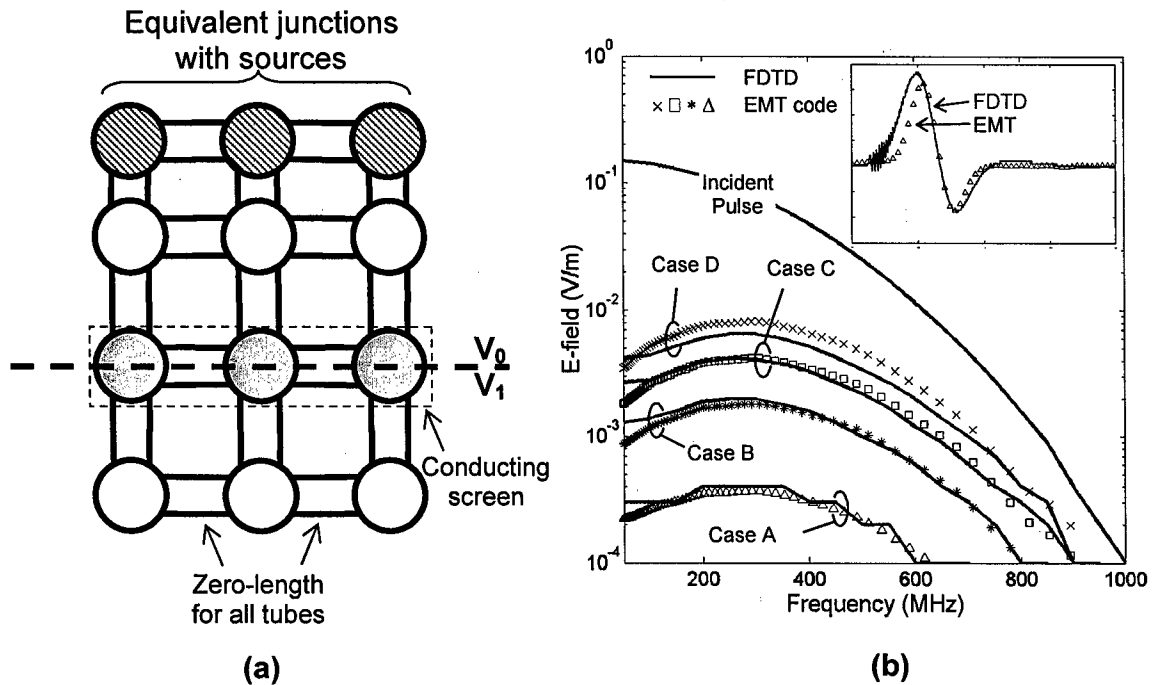 Equivalent junctions
with sources
V₀
V₁
Conducting
screen
Zero-length
for all tubes
(a)
10⁰
10⁻¹
10⁻²
10⁻³
10⁻⁴
E-field (V/m)
FDTD
× □ * △ EMT code
FDTD
EMT
Incident
Pulse
Case D
Case C
Case B
Case A
200
400
600
800
1000
Frequency (MHz)
(b)